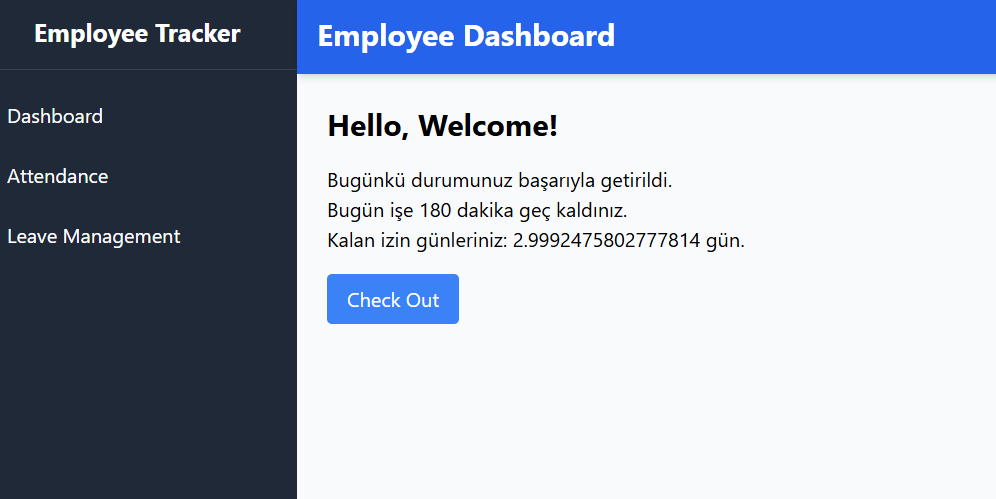 Employee Tracker
Dashboard
Attendance
Leave Management
Employee Dashboard
Hello, Welcome!
Bugünkü durumunuz başarıyla getirildi.
Bugün işe 180 dakika geç kaldınız.
Kalan izin günleriniz: 2.9992475802777814 gün.
Check Out